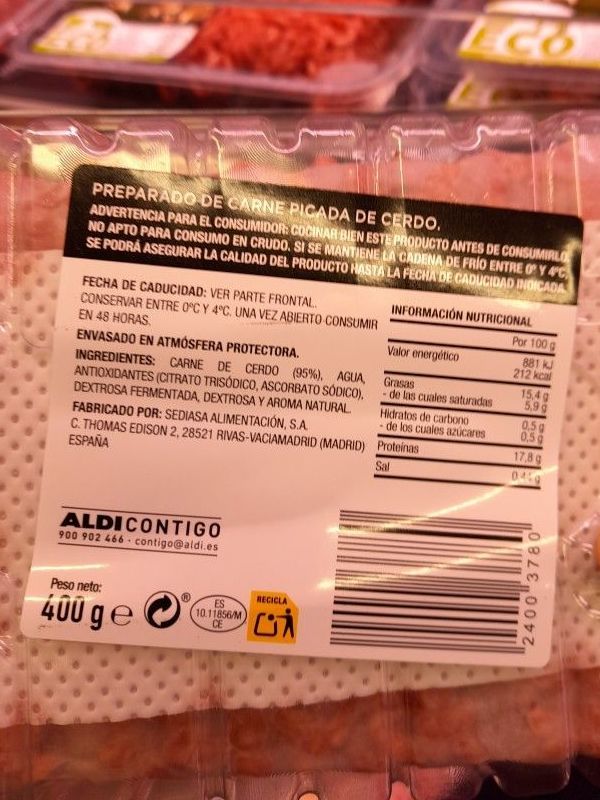 ECO
PREPARADO DE CARNE PICADA DE CERDO.
ADVERTENCIA PARA EL CONSUMIDOR: COCINAR BIEN ESTE PRODUCTO ANTES DE CONSUMIRLO.
NO APTO PARA CONSUMO EN CRUDO. SI SE MANTIENE LA CADENA DE FRÍO ENTRE 0º Y 4ºC,
SE PODRÁ ASEGURAR LA CALIDAD DEL PRODUCTO HASTA LA FECHA DE CADUCIDAD INDICADA.
FECHA DE CADUCIDAD: VER PARTE FRONTAL.
CONSERVAR ENTRE 0ºC Y 4ºC. UNA VEZ ABIERTO CONSUMIR
EN 48 HORAS.
ENVASADO EN ATMÓSFERA PROTECTORA.
INGREDIENTES: CARNE DE CERDO (95%), AGUA,
ANTIOXIDANTES (CITRATO TRISÓDICO, ASCORBATO SÓDICO),
DEXTROSA FERMENTADA, DEXTROSA Y AROMA NATURAL.
FABRICADO POR: SEDIASA ALIMENTACIÓN, S.A.
C. THOMAS EDISON 2, 28521 RIVAS-VACIAMADRID (MADRID)
ESPAÑA
INFORMACIÓN NUTRICIONAL
Por 100 g
Valor energético 881 kJ
212 kcal
Grasas 15,4 g
- de las cuales saturadas 5,9 g
Hidratos de carbono 0,5 g
- de los cuales azúcares 0,5 g
Proteínas 17,8 g
Sal
ALDI CONTIGO
900 902 466 - contigo@aldi.es
Peso neto:
400 g e
®
ES
10.11856/M
CE
RECICLA
2400 3780